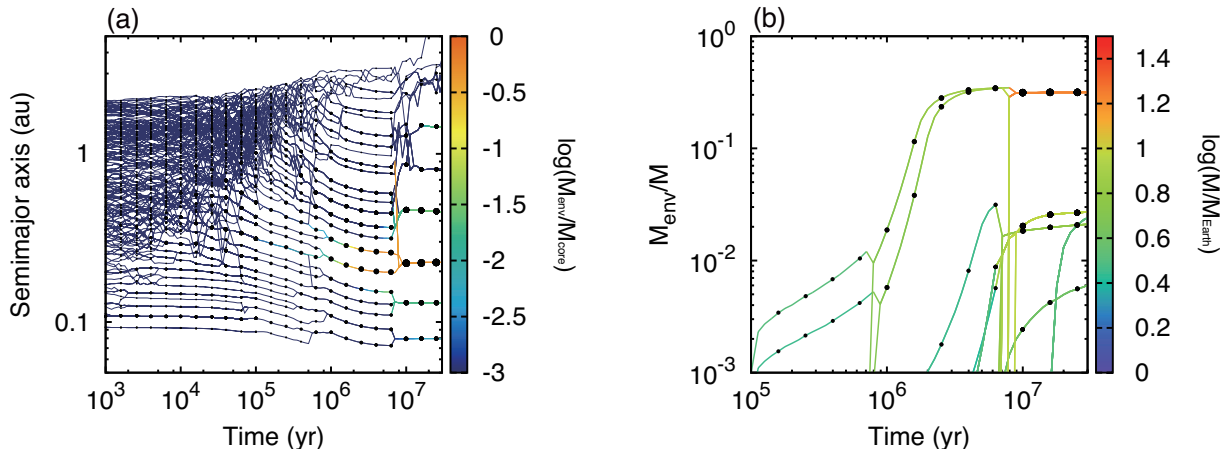 (a)
Semimajor axis (au)
1
0.1
10^3 10^4 10^5 10^6 10^7
Time (yr)
0
-0.5
-1
-1.5
-2
-2.5
-3
log(M_env/M_core)
(b)
M_env/M
10^0
10^-1
10^-2
10^-3
10^5 10^6 10^7
Time (yr)
1.4
1.2
1
0.8
0.6
0.4
0.2
0
log(M/M_Earth)